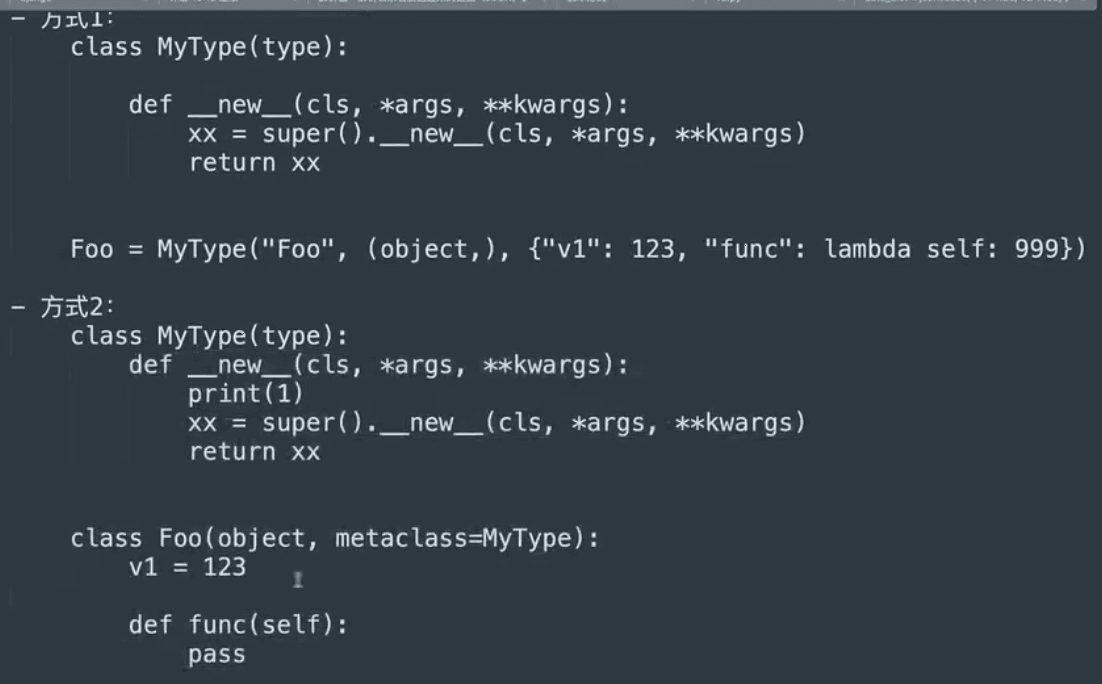 - 方式1:
class MyType(type):
def __new__(cls, *args, **kwargs):
xx = super().__new__(cls, *args, **kwargs)
return xx
Foo = MyType("Foo", (object,), {"v1": 123, "func": lambda self: 999})
- 方式2:
class MyType(type):
def __new__(cls, *args, **kwargs):
print(1)
xx = super().__new__(cls, *args, **kwargs)
return xx
class Foo(object, metaclass=MyType):
v1 = 123
def func(self):
pass